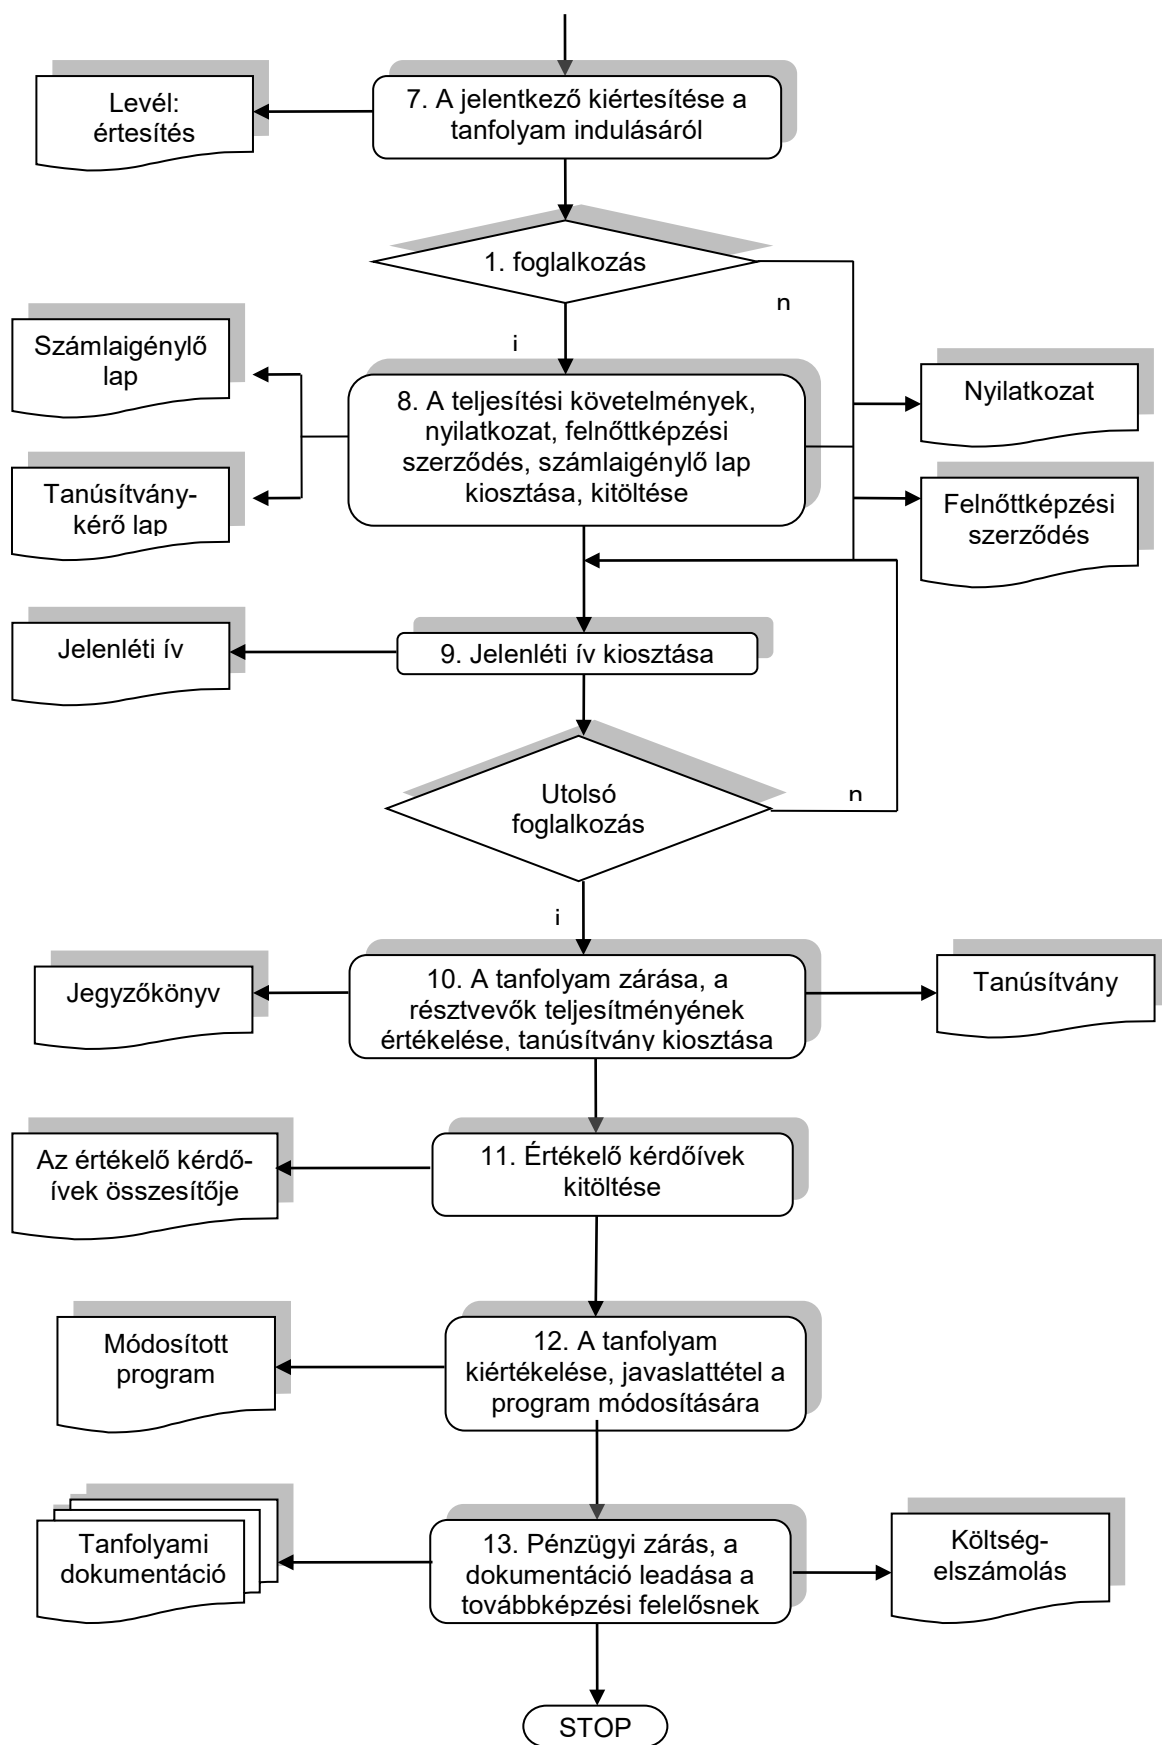 Levél:
értesítés
7. A jelentkező kiértesítése a
tanfolyam indulásáról
1. foglalkozás
n
i
Számlaigénylő
lap
Tanúsítvány-
kérő lap
8. A teljesítési követelmények,
nyilatkozat, felnőttképzési
szerződés, számlaigénylő lap
kiosztása, kitöltése
Nyilatkozat
Felnőttképzési
szerződés
Jelenléti ív
9. Jelenléti ív kiosztása
Utolsó
foglalkozás
n
i
Jegyzőkönyv
10. A tanfolyam zárása, a
résztvevők teljesítményének
értékelése, tanúsítvány kiosztása
Tanúsítvány
Az értékelő kérdő-
ívek összesítője
11. Értékelő kérdőívek
kitöltése
Módosított
program
12. A tanfolyam
kiértékelése, javaslattétel a
program módosítására
Tanfolyami
dokumentáció
13. Pénzügyi zárás, a
dokumentáció leadása a
továbbképzési felelősnek
Költség-
elszámolás
STOP